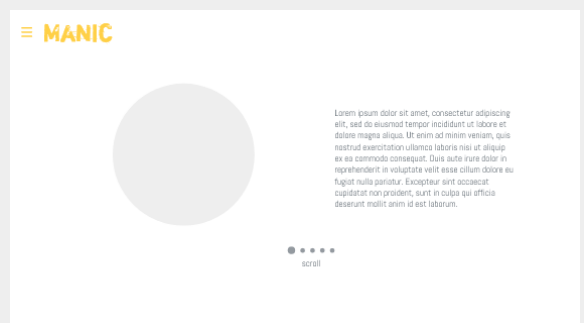 MANIC
Lorem ipsum dolor sit amet, consectetur adipiscing
elit, sed do eiusmod tempor incididunt ut labore et
dolore magna aliqua. Ut enim ad minim veniam, quis
nostrud exercitation ullamco laboris nisi ut aliquip
ex ea commodo consequat. Duis aute irure dolor in
reprehenderit in voluptate velit esse cillum dolore eu
fugiat nulla pariatur. Excepteur sint occaecat
cupidatat non proident, sunt in culpa qui officia
deserunt mollit anim id est laborum.
scroll